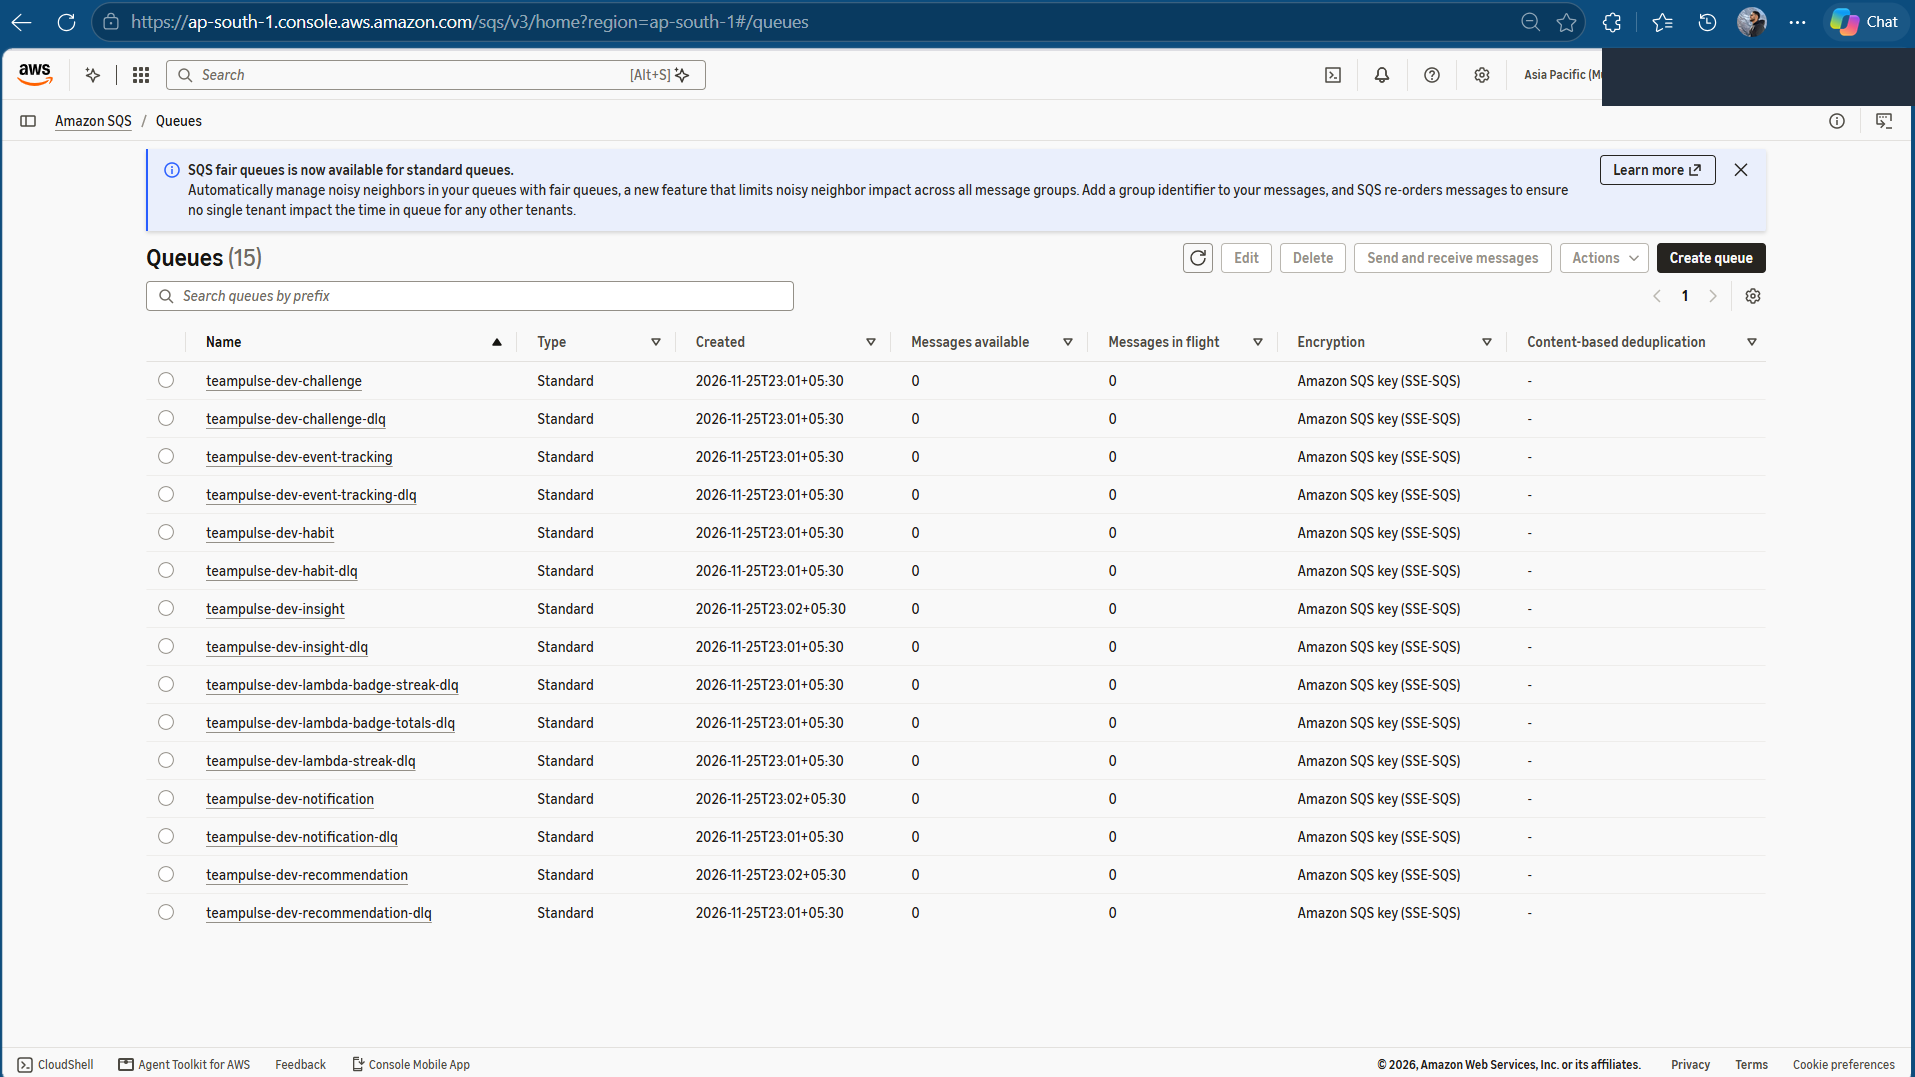 https://ap-south-1.console.aws.amazon.com/sqs/v3/home?region=ap-south-1#/queues
Chat
aws
Search [Alt+S]
Asia Pacific
Amazon SQS / Queues
SQS fair queues is now available for standard queues.
Automatically manage noisy neighbors in your queues with fair queues, a new feature that limits noisy neighbor impact across all message groups. Add a group identifier to your messages, and SQS re-orders messages to ensure
no single tenant impact the time in queue for any other tenants.
Learn more
Queues (15)
Edit Delete Send and receive messages Actions Create queue
Search queues by prefix
1
Name Type Created Messages available Messages in flight Encryption Content-based deduplication
teampulse-dev-challenge Standard 2026-11-25T23:01+05:30 0 0 Amazon SQS key (SSE-SQS) -
teampulse-dev-challenge-dlq Standard 2026-11-25T23:01+05:30 0 0 Amazon SQS key (SSE-SQS) -
teampulse-dev-event-tracking Standard 2026-11-25T23:01+05:30 0 0 Amazon SQS key (SSE-SQS) -
teampulse-dev-event-tracking-dlq Standard 2026-11-25T23:01+05:30 0 0 Amazon SQS key (SSE-SQS) -
teampulse-dev-habit Standard 2026-11-25T23:01+05:30 0 0 Amazon SQS key (SSE-SQS) -
teampulse-dev-habit-dlq Standard 2026-11-25T23:01+05:30 0 0 Amazon SQS key (SSE-SQS) -
teampulse-dev-insight Standard 2026-11-25T23:02+05:30 0 0 Amazon SQS key (SSE-SQS) -
teampulse-dev-insight-dlq Standard 2026-11-25T23:01+05:30 0 0 Amazon SQS key (SSE-SQS) -
teampulse-dev-lambda-badge-streak-dlq Standard 2026-11-25T23:01+05:30 0 0 Amazon SQS key (SSE-SQS) -
teampulse-dev-lambda-badge-totals-dlq Standard 2026-11-25T23:01+05:30 0 0 Amazon SQS key (SSE-SQS) -
teampulse-dev-lambda-streak-dlq Standard 2026-11-25T23:01+05:30 0 0 Amazon SQS key (SSE-SQS) -
teampulse-dev-notification Standard 2026-11-25T23:02+05:30 0 0 Amazon SQS key (SSE-SQS) -
teampulse-dev-notification-dlq Standard 2026-11-25T23:01+05:30 0 0 Amazon SQS key (SSE-SQS) -
teampulse-dev-recommendation Standard 2026-11-25T23:02+05:30 0 0 Amazon SQS key (SSE-SQS) -
teampulse-dev-recommendation-dlq Standard 2026-11-25T23:01+05:30 0 0 Amazon SQS key (SSE-SQS) -
CloudShell Agent Toolkit for AWS Feedback Console Mobile App © 2026, Amazon Web Services, Inc. or its affiliates. Privacy Terms Cookie preferences